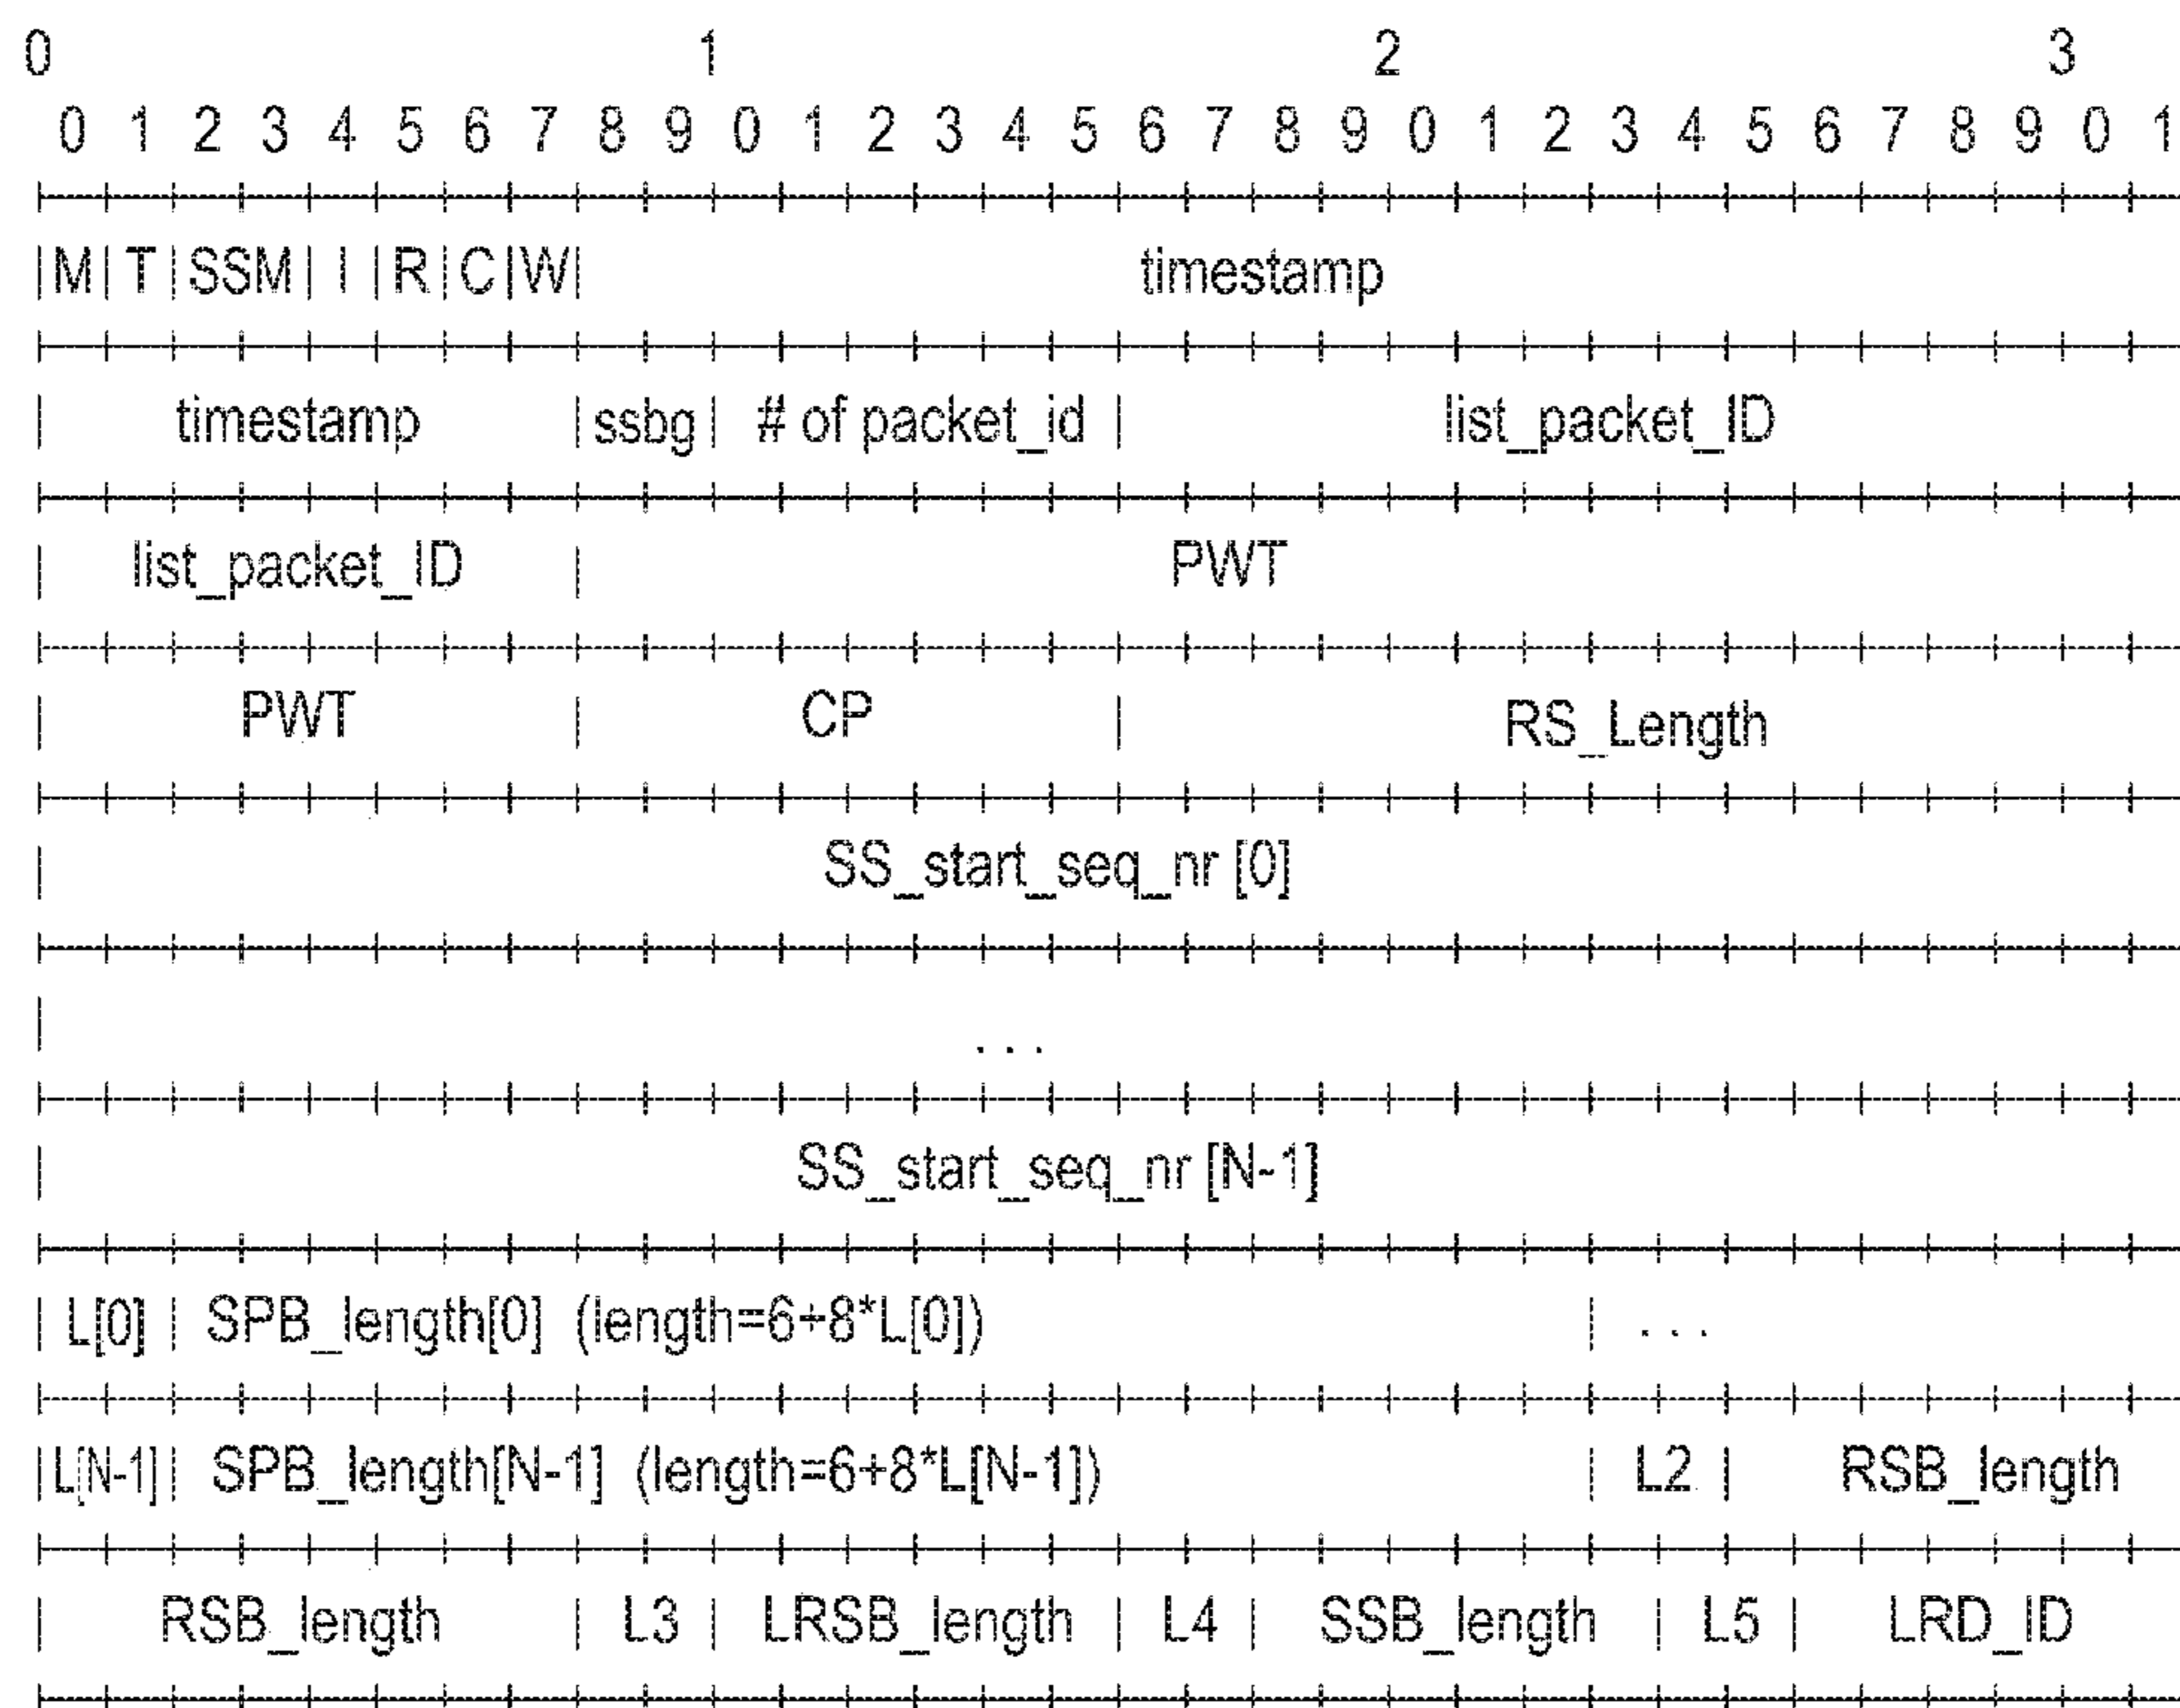 0 1 2 3
0 1 2 3 4 5 6 7 8 9 0 1 2 3 4 5 6 7 8 9 0 1 2 3 4 5 6 7 8 9 0 1
|M|T|SSM|I|R|C|W| timestamp
| timestamp |ssbg| # of packet_id | list_packet_ID
| list_packet_ID | PWT
| PWT | CP | RS_Length
| SS_start_seq_nr [0]
| ...
| SS_start_seq_nr [N-1]
| L[0] | SPB_length[0] (length=6+8*L[0]) | ...
|L[N-1]| SPB_length[N-1] (length=6+8*L[N-1]) | L2 | RSB_length
| RSB_length | L3 | LRSB_length | L4 | SSB_length | L5 | LRD_ID